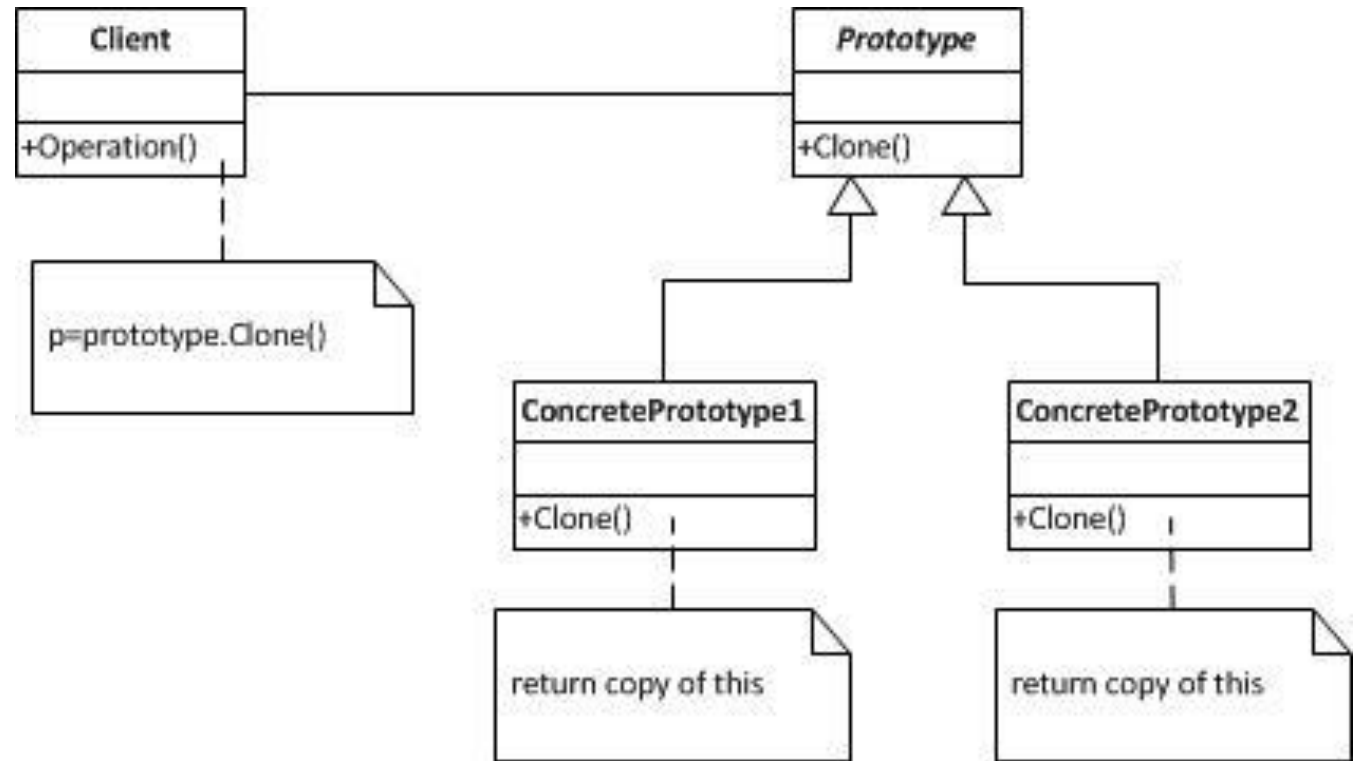 Client
+Operation()
p=prototype.Clone()
Prototype
+Clone()
ConcretePrototype1
+Clone()
return copy of this
ConcretePrototype2
+Clone()
return copy of this